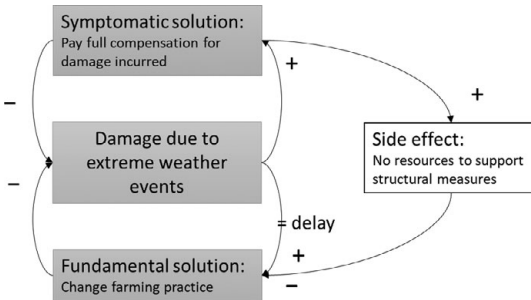 Symptomatic solution:
Pay full compensation for
damage incurred
+
−
+
Damage due to
extreme weather
events
Side effect:
No resources to support
structural measures
−
= delay
+
−
Fundamental solution:
Change farming practice